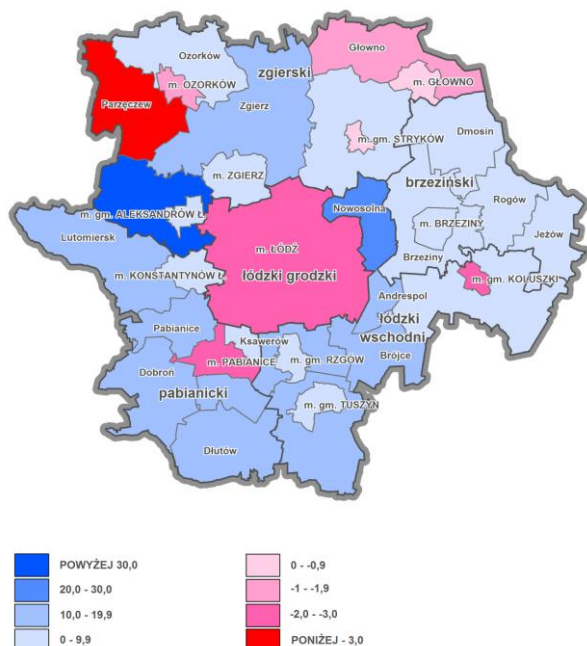 Ozorków
Głowno
zgierski
m. OZORKÓW
m. GŁOWNO
Parzęczew
Zgierz
Dmosin
m. gm. STRYKÓW
m. ZGIERZ
brzeziński
Nowosolna
Rogów
m. gm. ALEKSANDRÓW Ł.
m. BRZEZINY
Jeżów
Lutomiersk
m. ŁÓDŹ
Brzeziny
m. KONSTANTYNÓW Ł.
łódzki grodzki
m. gm. KOLUSZKI
Andrespol
Pabianice
łódzki
Ksawerów
wschodni
m. PABIANICE
m. gm. RZGÓW
Brójce
Dobroń
pabianicki
m. gm. TUSZYN
Dłutów
POWYŻEJ 30,0
0 - -0,9
20,0 - 30,0
-1 - -1,9
10,0 - 19,9
-2,0 - -3,0
0 - 9,9
PONIŻEJ - 3,0